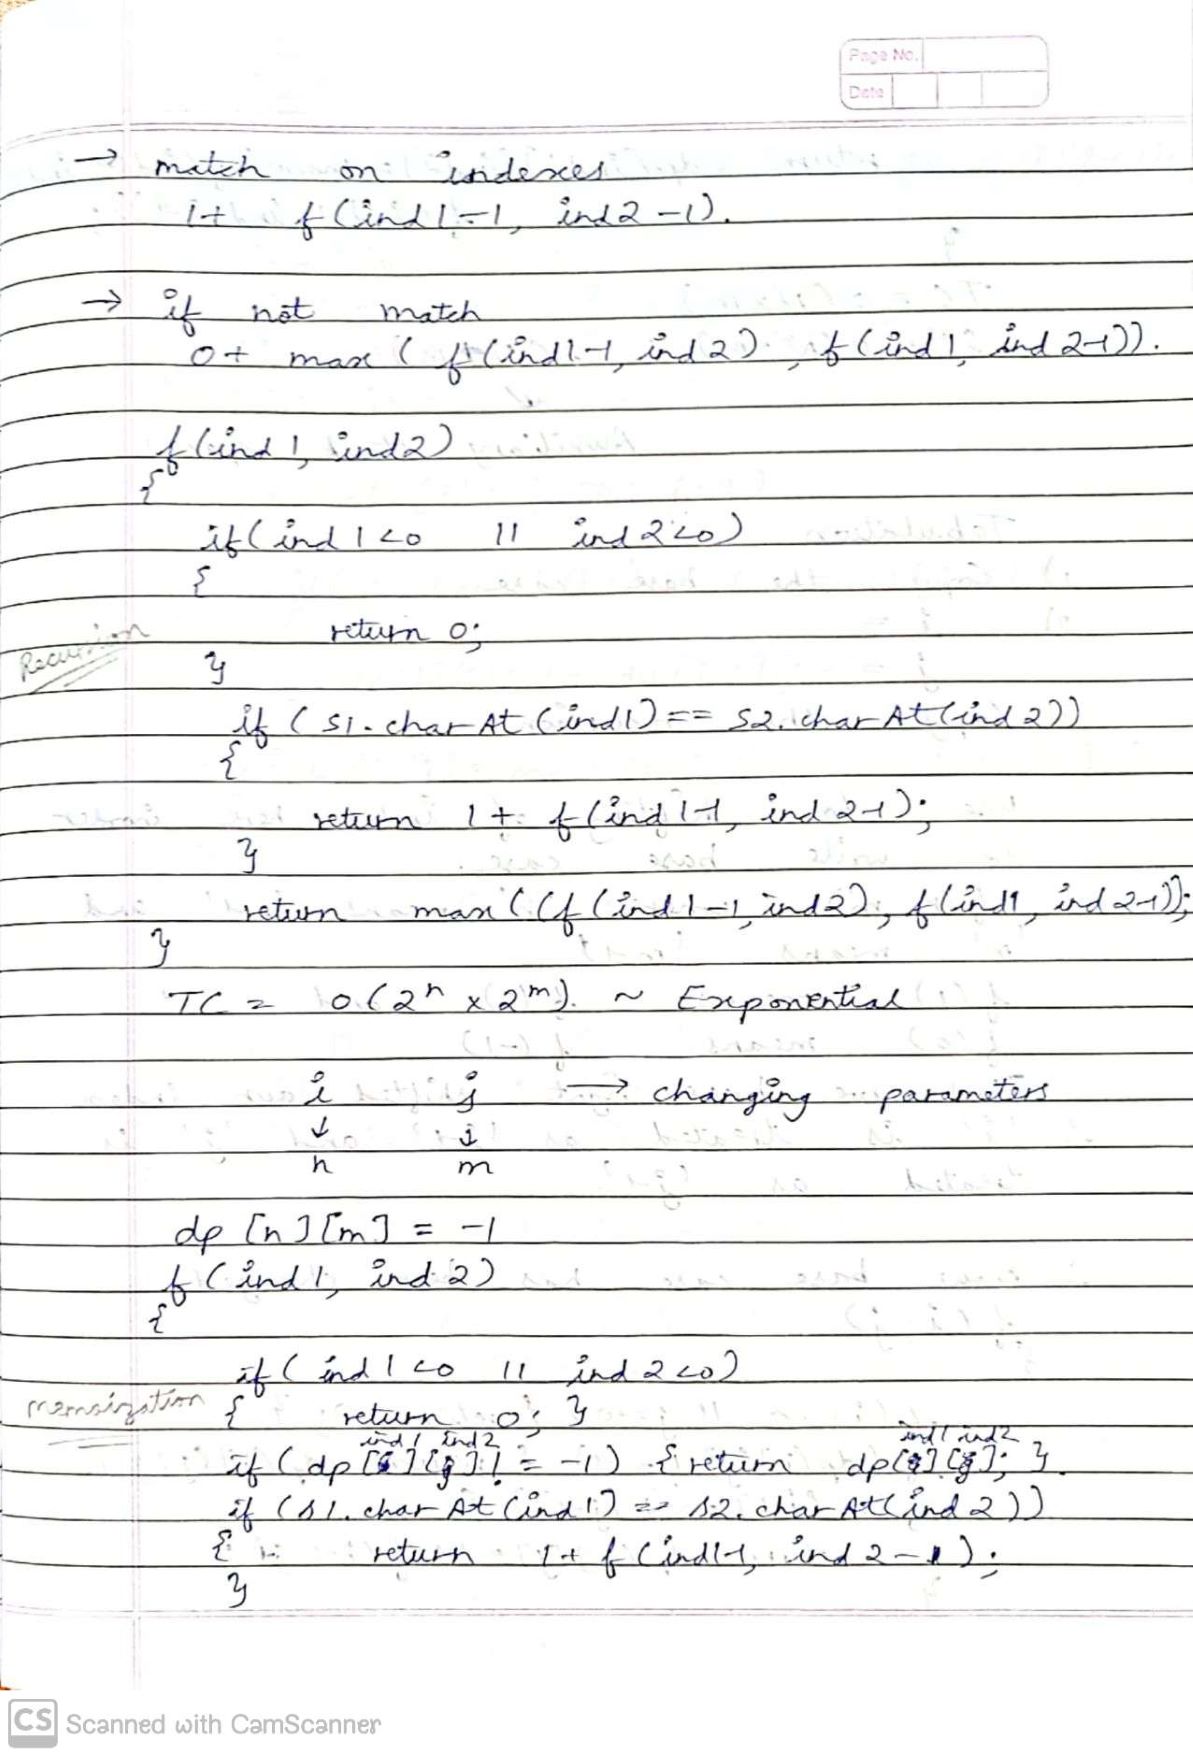 Page No.
Date
→ match on indexes
1+ f(ind1-1, ind2-1).
→ if not match
0+ max (f(ind1-1, ind2), f(ind1, ind2-1)).
f(ind1, ind2)
{
if(ind1<0 || ind2<0)
{
return 0;
Recursion
}
if (S1.charAt(ind1)== S2.charAt(ind2))
{
return 1+ f(ind1-1, ind2-1);
}
return max((f(ind1-1, ind2), f(ind1, ind2-1));
}
TC = O(2ⁿ x 2ᵐ). ~ Exponential
i j → changing parameters
↓ ↓
n m
dp [n][m] = -1
f(ind1, ind2)
{
if(ind1<0 || ind2<0)
memoization
{ return 0; }
ind1 ind2 ind1 ind2
if (dp[i][j] != -1) { return dp[i][j]; }
if (s1.charAt(ind1) == s2.charAt(ind2))
{ return 1+ f(ind1-1, ind2-1);
}
CS Scanned with CamScanner